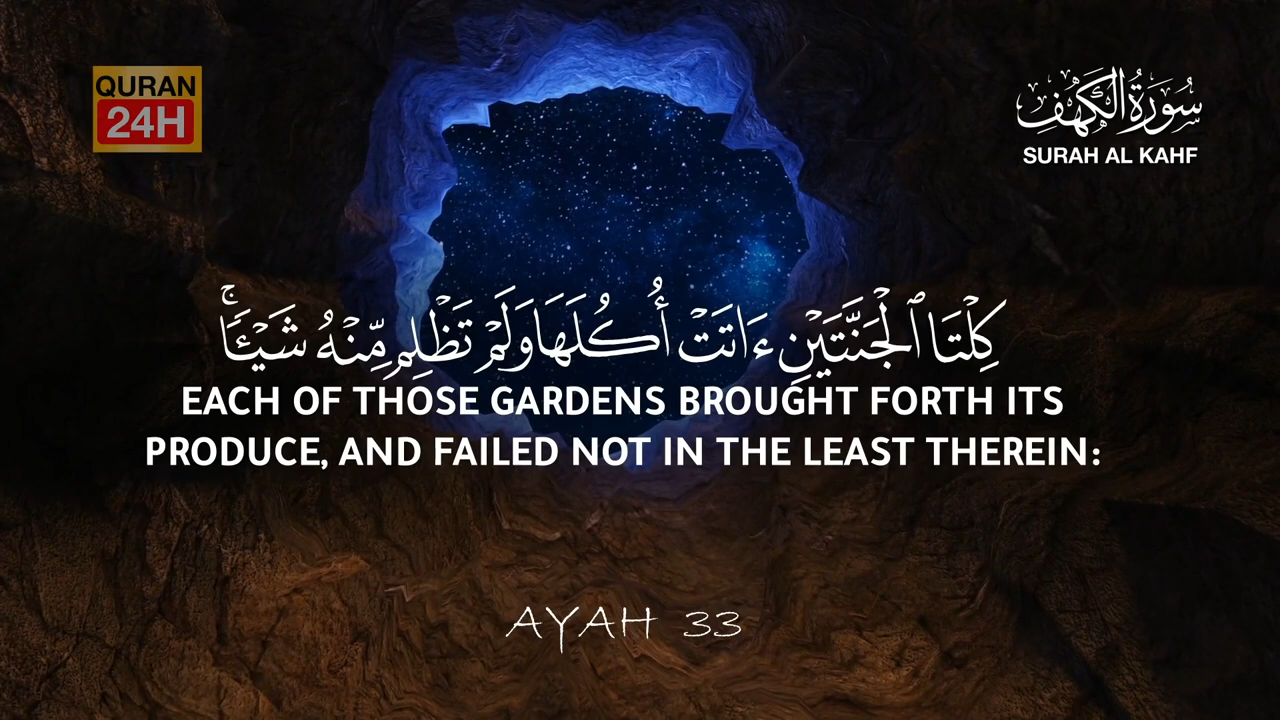 QURAN
24H
سُورَةُ الْكَهْفِ
SURAH AL KAHF
كِلْتَا ٱلْجَنَّتَيْنِ ءَاتَتْ أُكُلَهَا وَلَمْ تَظْلِم مِّنْهُ شَيْـًٔا ۚ
EACH OF THOSE GARDENS BROUGHT FORTH ITS
PRODUCE, AND FAILED NOT IN THE LEAST THEREIN:
AYAH 33